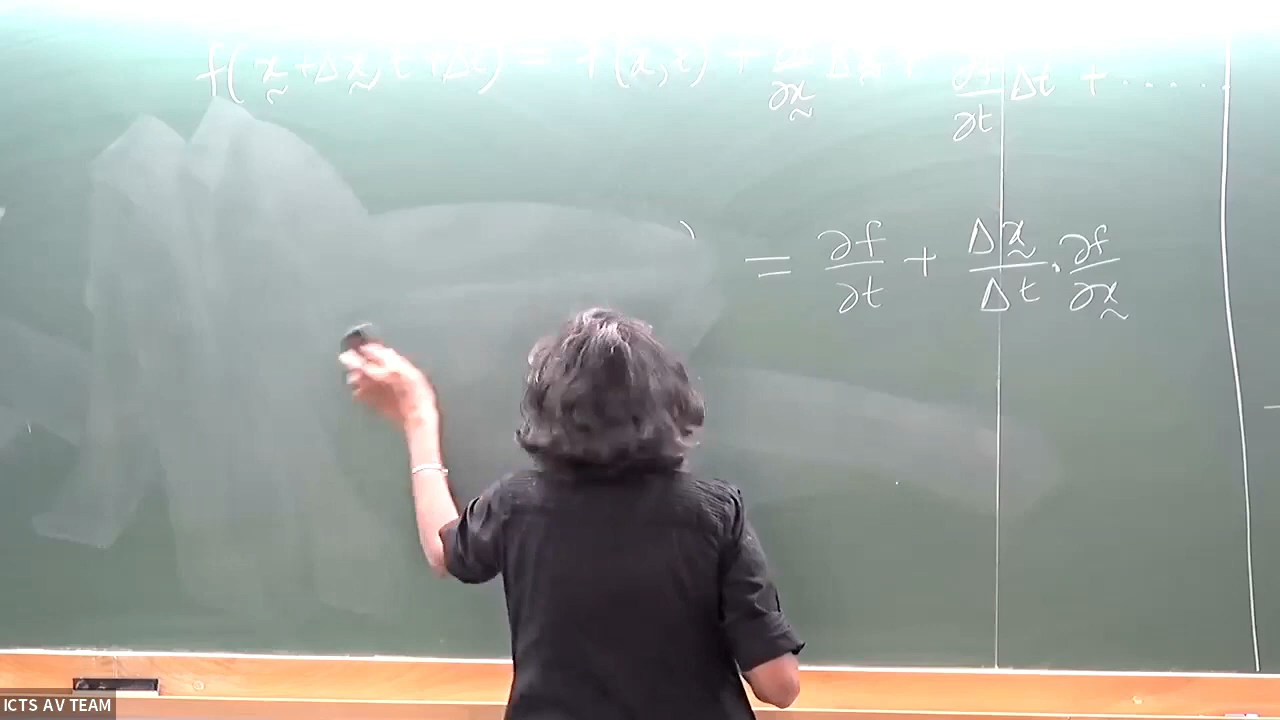 f(x̰ + Δx̰, t + Δt) = f(x, t) + ∂f/∂x̰ Δx̰ + ∂f/∂t Δt + ......
= ∂f/∂t + Δx̰/Δt · ∂f/∂x̰
ICTS AV TEAM